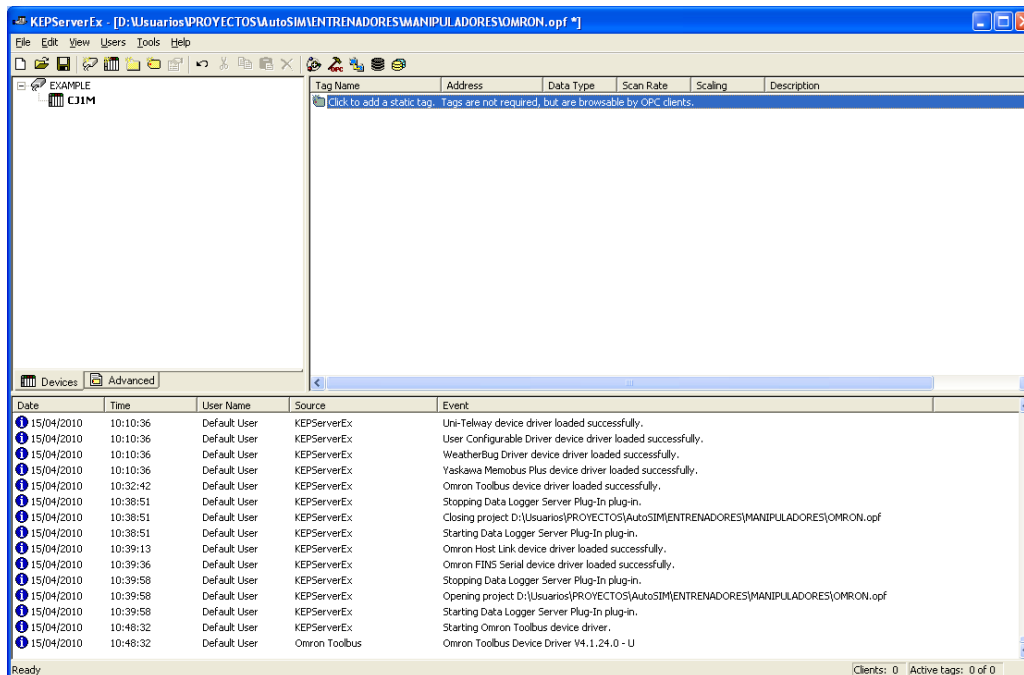 KEPServerEx - [D:\Usuarios\PROYECTOS\AutoSIM\ENTRENADORES\MANIPULADORES\OMRON.opf *]
File Edit View Users Tools Help
EXAMPLE
CJ1M
Tag Name Address Data Type Scan Rate Scaling Description
Click to add a static tag. Tags are not required, but are browsable by OPC clients.
Devices Advanced
Date Time User Name Source Event
15/04/2010 10:10:36 Default User KEPServerEx Uni-Telway device driver loaded successfully.
15/04/2010 10:10:36 Default User KEPServerEx User Configurable Driver device driver loaded successfully.
15/04/2010 10:10:36 Default User KEPServerEx WeatherBug Driver device driver loaded successfully.
15/04/2010 10:10:36 Default User KEPServerEx Yaskawa Memobus Plus device driver loaded successfully.
15/04/2010 10:32:42 Default User KEPServerEx Omron Toolbus device driver loaded successfully.
15/04/2010 10:38:51 Default User KEPServerEx Stopping Data Logger Server Plug-In plug-in.
15/04/2010 10:38:51 Default User KEPServerEx Closing project D:\Usuarios\PROYECTOS\AutoSIM\ENTRENADORES\MANIPULADORES\OMRON.opf
15/04/2010 10:38:51 Default User KEPServerEx Starting Data Logger Server Plug-In plug-in.
15/04/2010 10:39:13 Default User KEPServerEx Omron Host Link device driver loaded successfully.
15/04/2010 10:39:36 Default User KEPServerEx Omron FINS Serial device driver loaded successfully.
15/04/2010 10:39:58 Default User KEPServerEx Stopping Data Logger Server Plug-In plug-in.
15/04/2010 10:39:58 Default User KEPServerEx Opening project D:\Usuarios\PROYECTOS\AutoSIM\ENTRENADORES\MANIPULADORES\OMRON.opf
15/04/2010 10:39:58 Default User KEPServerEx Starting Data Logger Server Plug-In plug-in.
15/04/2010 10:48:32 Default User KEPServerEx Starting Omron Toolbus device driver.
15/04/2010 10:48:32 Default User Omron Toolbus Omron Toolbus Device Driver V4.1.24.0 - U
Ready Clients: 0 Active tags: 0 of 0